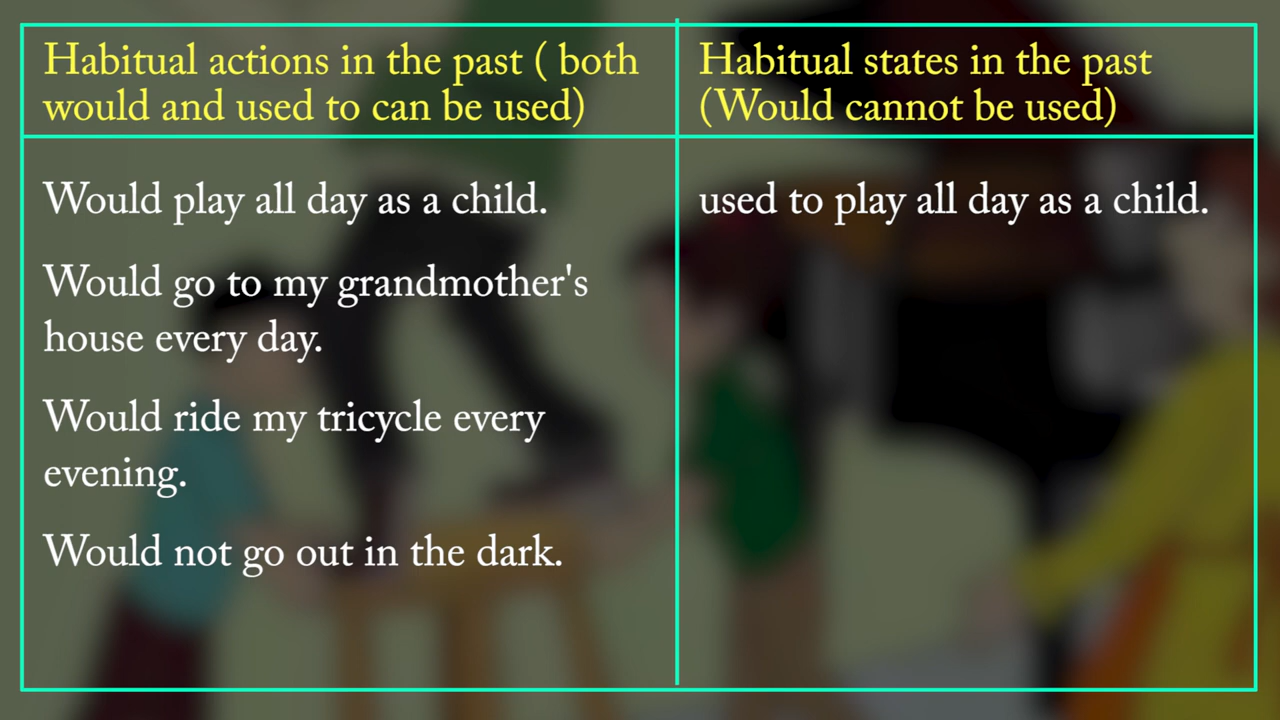 Habitual actions in the past ( both
would and used to can be used)
Habitual states in the past
(Would cannot be used)
Would play all day as a child.
Would go to my grandmother's
house every day.
Would ride my tricycle every
evening.
Would not go out in the dark.
used to play all day as a child.